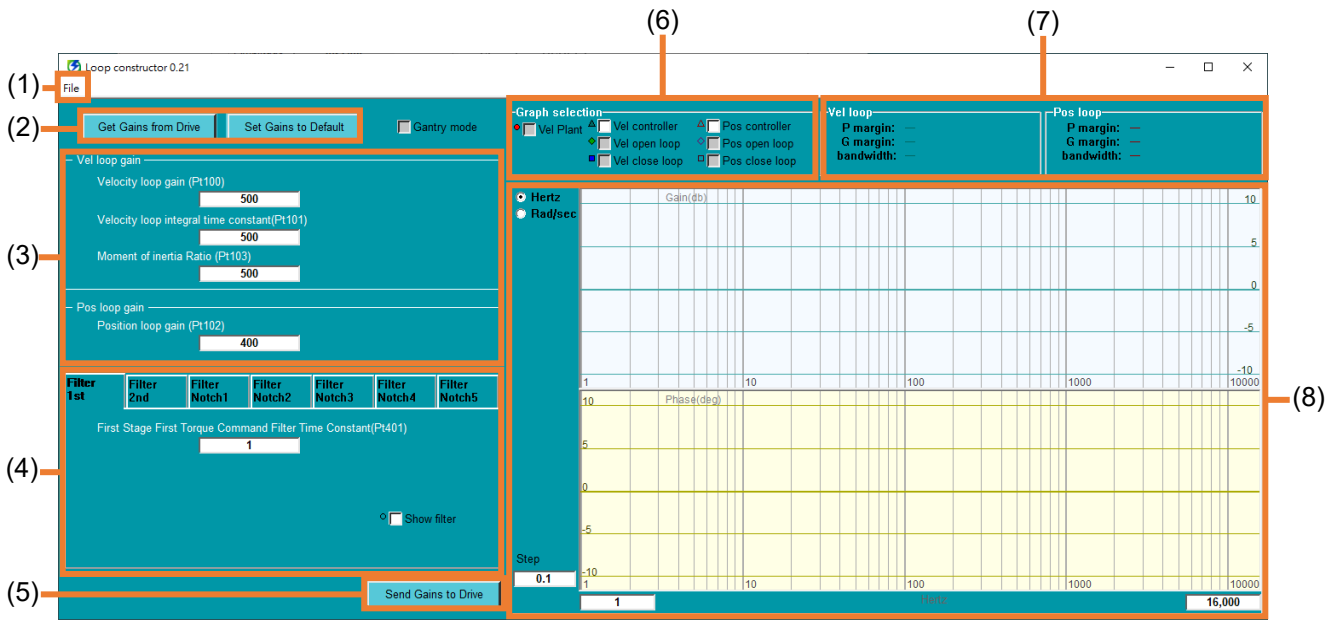 (6)
(7)
Loop constructor 0.21
(1)
File
(2)
Get Gains from Drive
Set Gains to Default
Gantry mode
Graph selection
Vel Plant
Vel controller
Pos controller
Vel open loop
Pos open loop
Vel close loop
Pos close loop
Vel loop
P margin: —
G margin: —
bandwidth: —
Pos loop
P margin: —
G margin: —
bandwidth: —
(3)
Vel loop gain
Velocity loop gain (Pt100)
500
Velocity loop integral time constant(Pt101)
500
Moment of inertia Ratio (Pt103)
500
Pos loop gain
Position loop gain (Pt102)
400
(4)
Filter 1st
Filter 2nd
Filter Notch1
Filter Notch2
Filter Notch3
Filter Notch4
Filter Notch5
First Stage First Torque Command Filter Time Constant(Pt401)
1
Show filter
(5)
Send Gains to Drive
Hertz
Rad/sec
Gain(db)
10
5
0
-5
-10
1 10 100 1000 10000
(8)
Phase(deg)
10
5
0
-5
-10
1 10 100 1000 10000
Step
0.1
1
Hertz
16,000